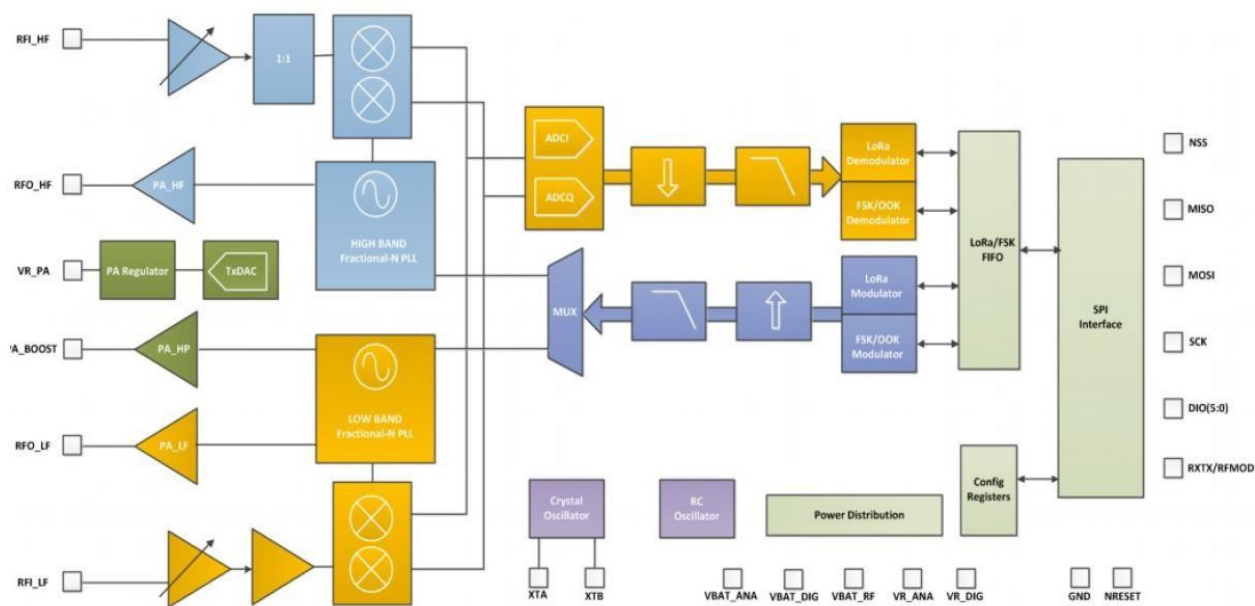 RFI_HF
1:1
ADCI
ADCQ
LoRa
Demodulator
FSK/OOK
Demodulator
LoRa/FSK
FIFO
NSS
MISO
MOSI
SPI
Interface
SCK
DIO(5:0)
RXTX/RFMOD
RFO_HF
PA_HF
HIGH BAND
Fractional-N PLL
VR_PA
PA Regulator
TxDAC
MUX
LoRa
Modulator
FSK/OOK
Modulator
PA_BOOST
PA_HP
LOW BAND
Fractional-N PLL
RFO_LF
PA_LF
RFI_LF
Crystal
Oscillator
RC
Oscillator
Power Distribution
Config
Registers
XTA
XTB
VBAT_ANA
VBAT_DIG
VBAT_RF
VR_ANA
VR_DIG
GND
NRESET